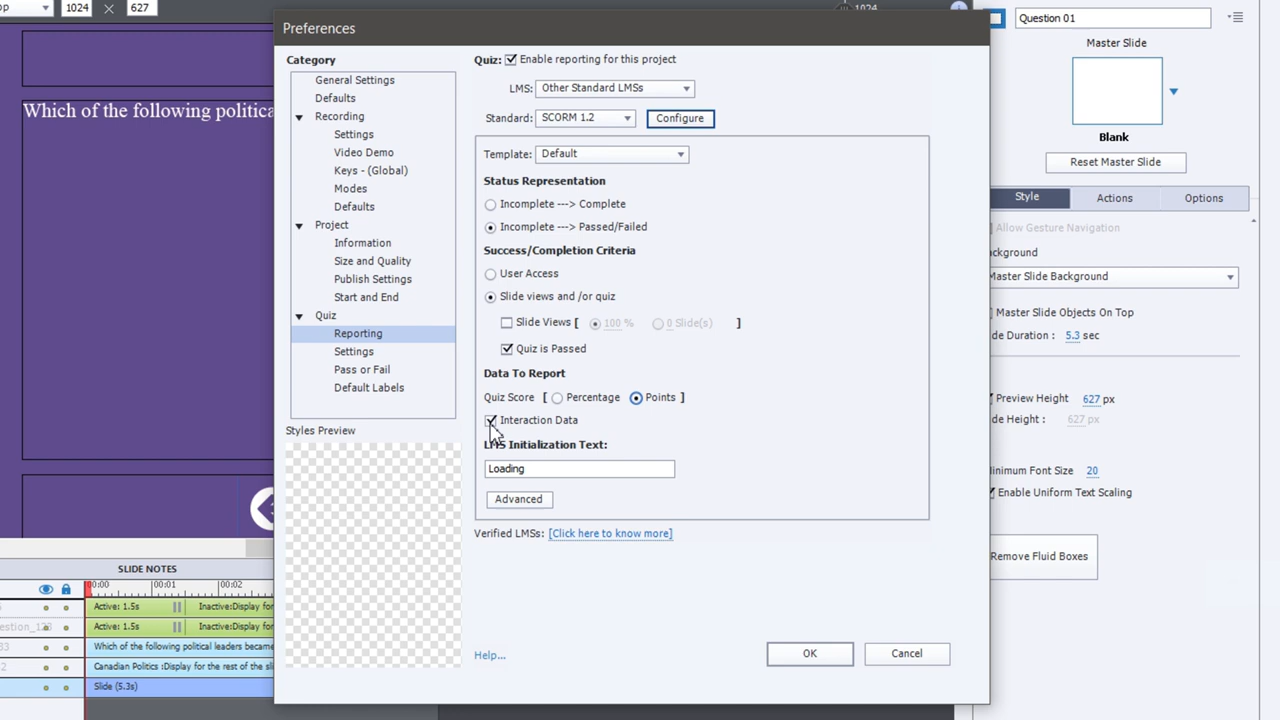 op
1024
627
1024
Which of the following politica
Preferences
Category
General Settings
Defaults
Recording
Settings
Video Demo
Keys - (Global)
Modes
Defaults
Project
Information
Size and Quality
Publish Settings
Start and End
Quiz
Reporting
Settings
Pass or Fail
Default Labels
Styles Preview
Quiz: Enable reporting for this project
LMS: Other Standard LMSs
Standard: SCORM 1.2 Configure
Template: Default
Status Representation
Incomplete ---> Complete
Incomplete ---> Passed/Failed
Success/Completion Criteria
User Access
Slide views and /or quiz
Slide Views [ 100 % 0 Slide(s) ]
Quiz is Passed
Data To Report
Quiz Score [ Percentage Points ]
Interaction Data
LMS Initialization Text:
Loading
Advanced
Verified LMSs: [Click here to know more]
Help...
OK
Cancel
Question 01
Master Slide
Blank
Reset Master Slide
Style Actions Options
Allow Gesture Navigation
ckground
Master Slide Background
Master Slide Objects On Top
de Duration : 5.3 sec
Preview Height 627 px
de Height : 627 px
inimum Font Size 20
Enable Uniform Text Scaling
Remove Fluid Boxes
SLIDE NOTES
00:00 00:01 00:02
Active: 1.5s Inactive:Display for
estion_123 Active: 1.5s Inactive:Display for
33 Which of the following political leaders became
2 Canadian Politics :Display for the rest of the sli
Slide (5.3s)